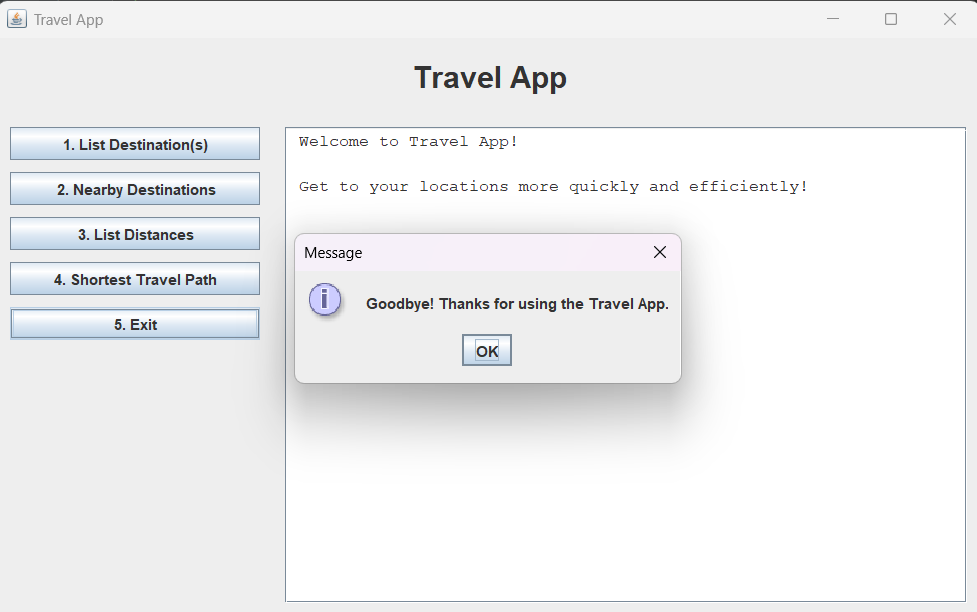 Travel App
Travel App
1. List Destination(s)
2. Nearby Destinations
3. List Distances
4. Shortest Travel Path
5. Exit
Welcome to Travel App!
Get to your locations more quickly and efficiently!
Message
i
Goodbye! Thanks for using the Travel App.
OK